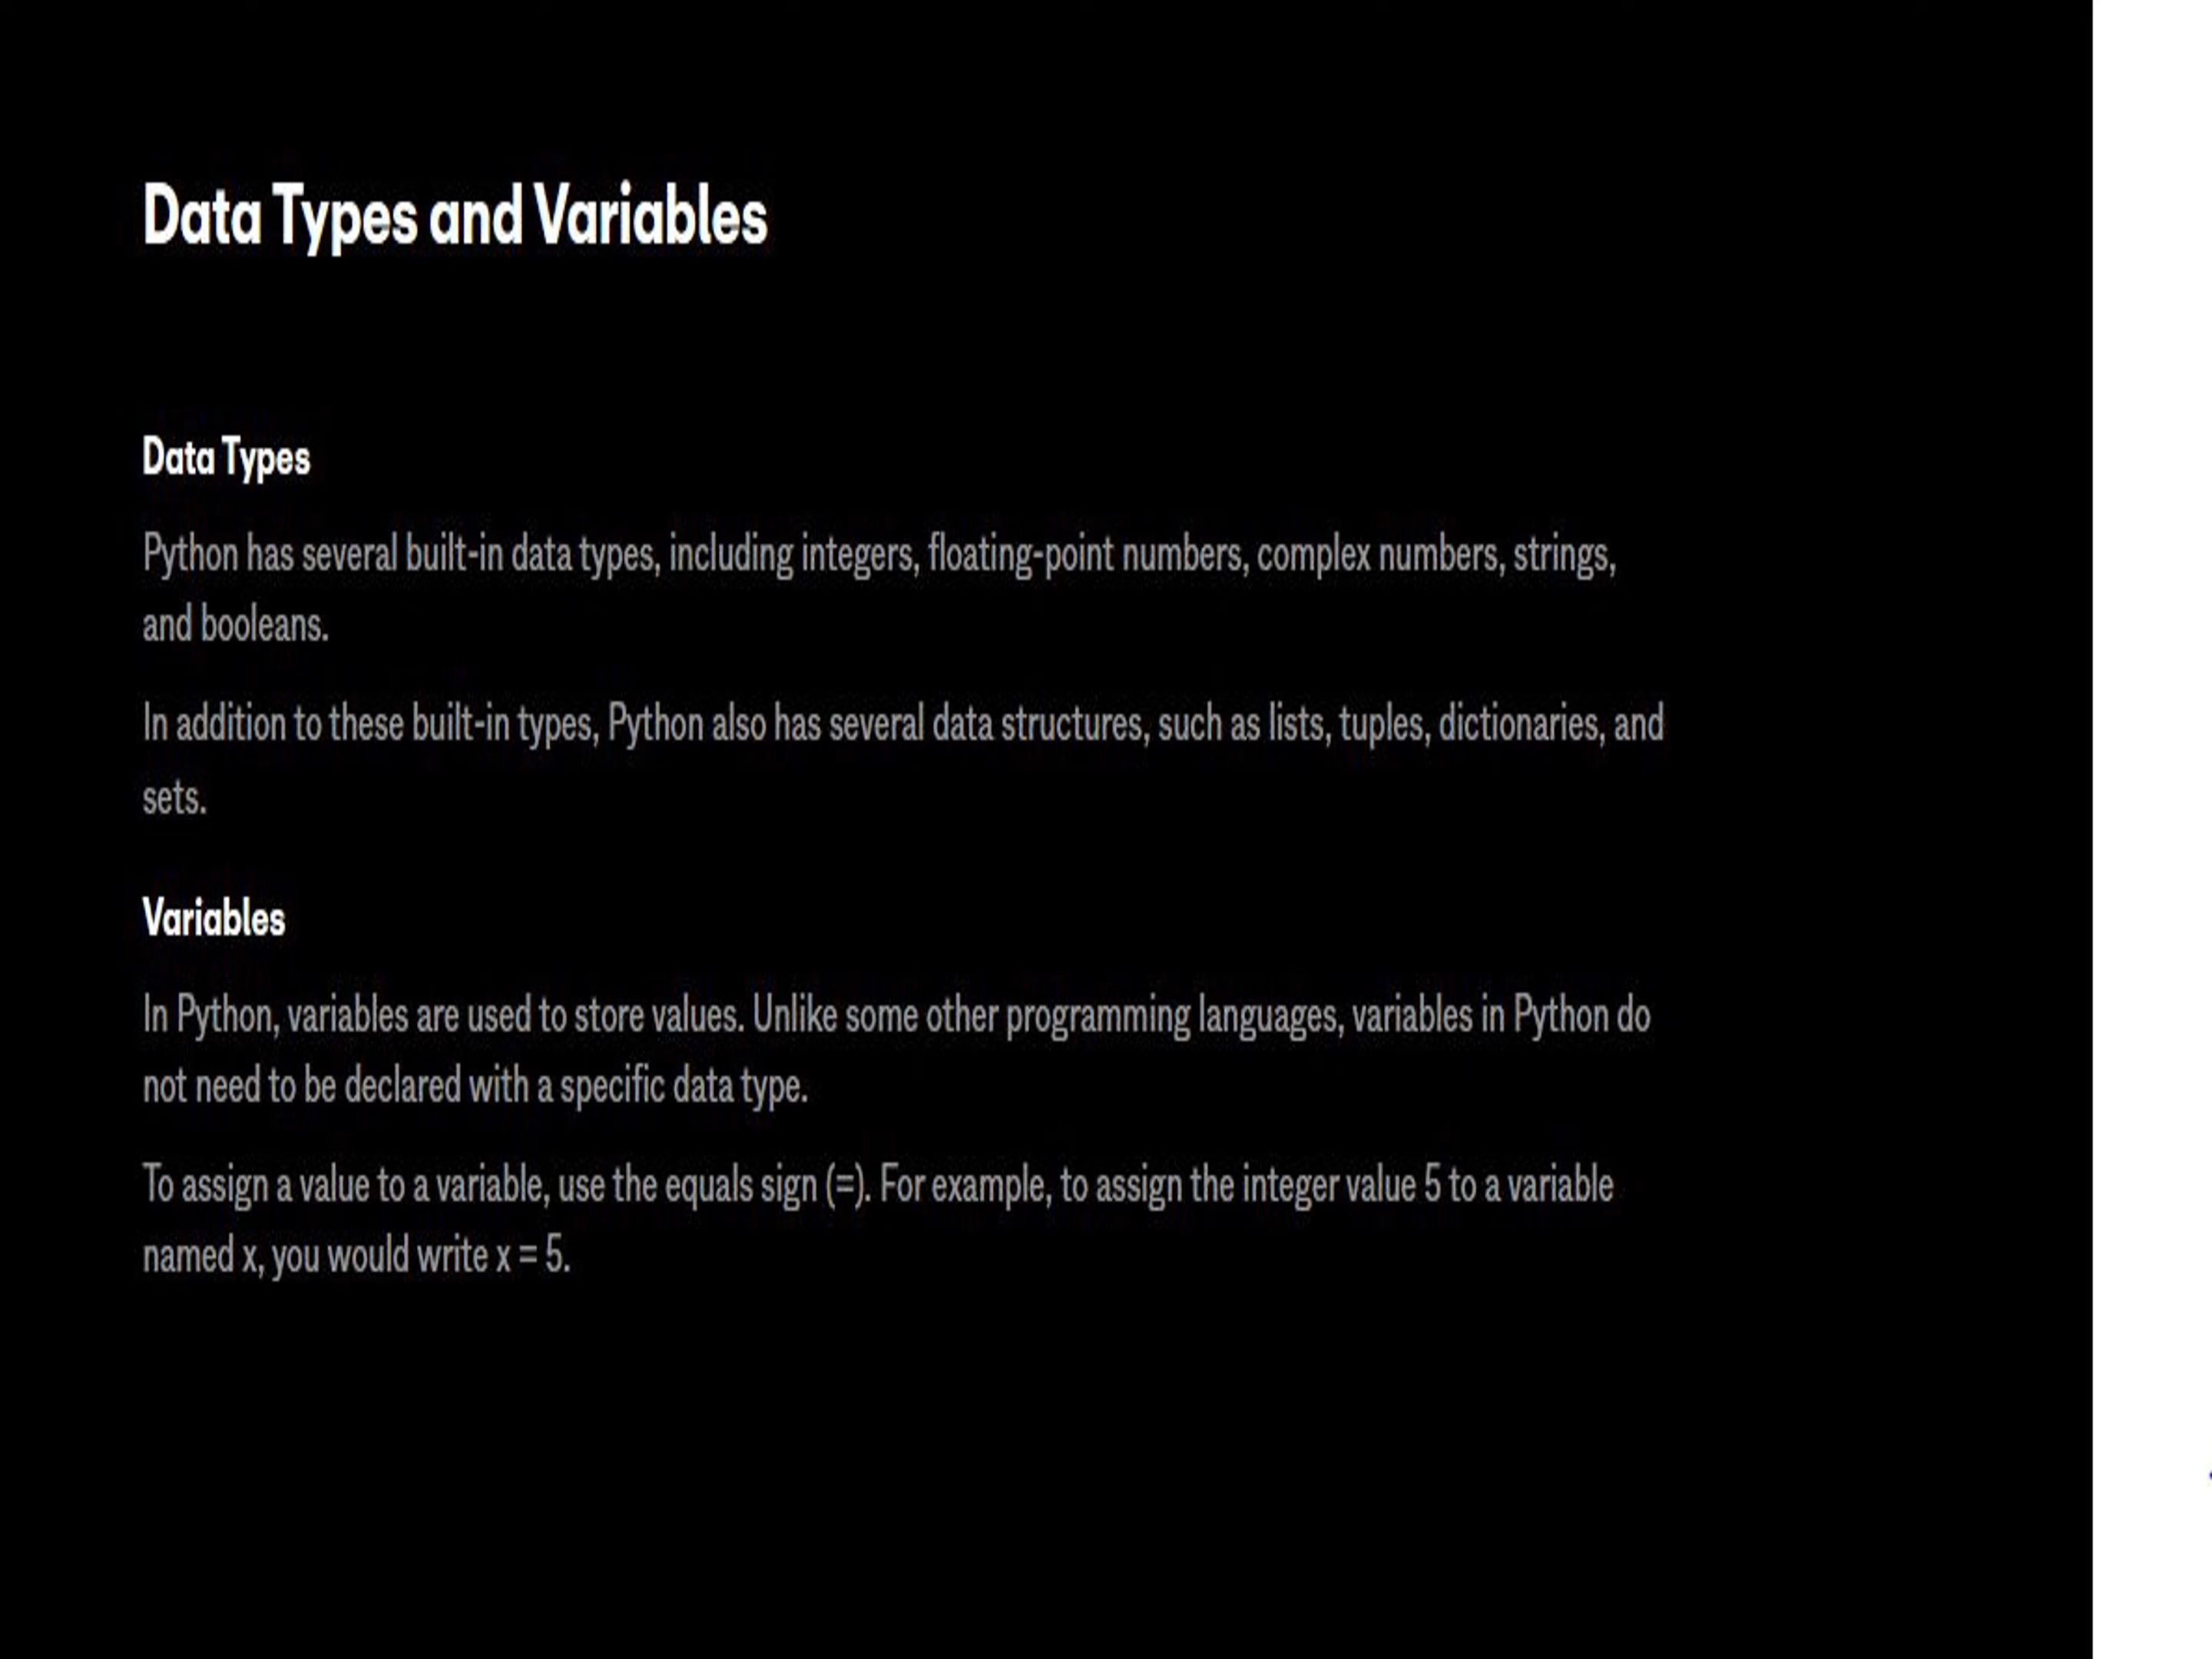 Data Types and Variables
Data Types
Python has several built-in data types, including integers, floating-point numbers, complex numbers, strings,
and booleans.
In addition to these built-in types, Python also has several data structures, such as lists, tuples, dictionaries, and
sets.
Variables
In Python, variables are used to store values. Unlike some other programming languages, variables in Python do
not need to be declared with a specific data type.
To assign a value to a variable, use the equals sign (=). For example, to assign the integer value 5 to a variable
named x, you would write x = 5.